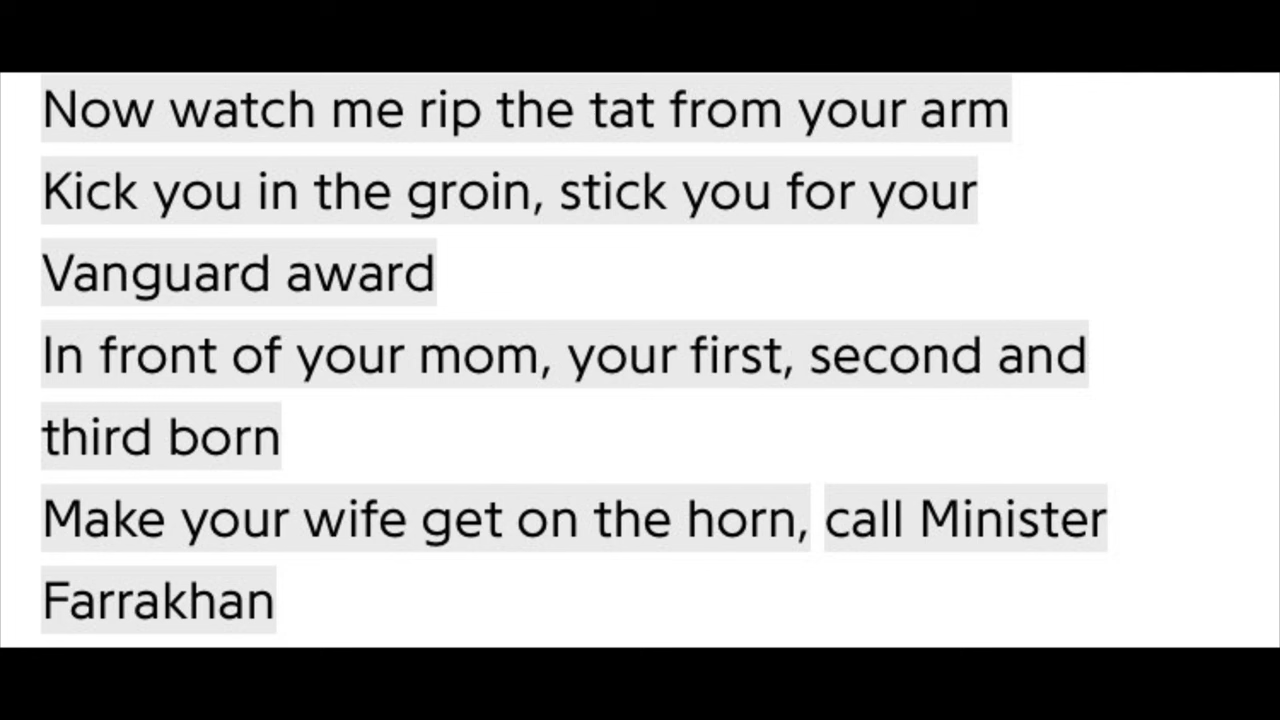 Now watch me rip the tat from your arm
Kick you in the groin, stick you for your
Vanguard award
In front of your mom, your first, second and
third born
Make your wife get on the horn, call Minister
Farrakhan